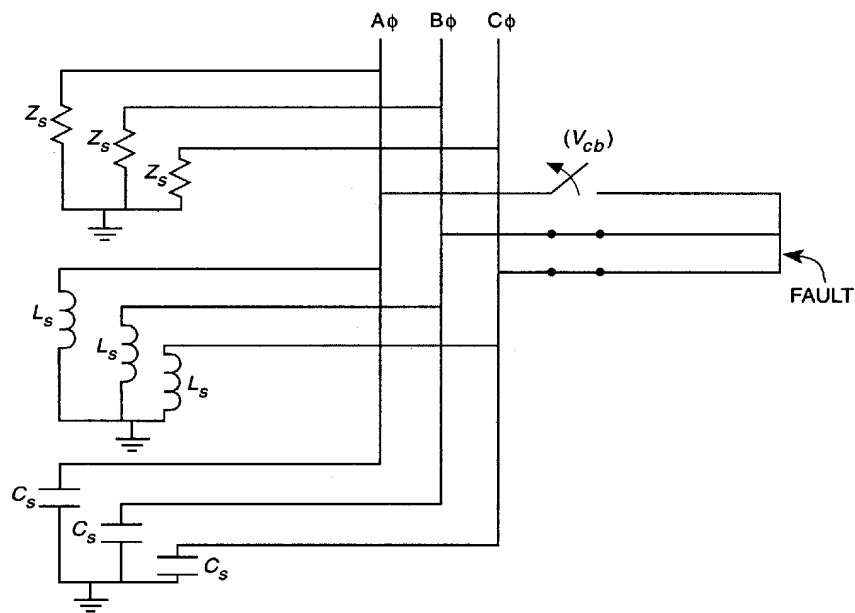 Aϕ Bϕ Cϕ
Z_s
Z_s
Z_s
(V_cb)
FAULT
L_s
L_s
L_s
C_s
C_s
C_s